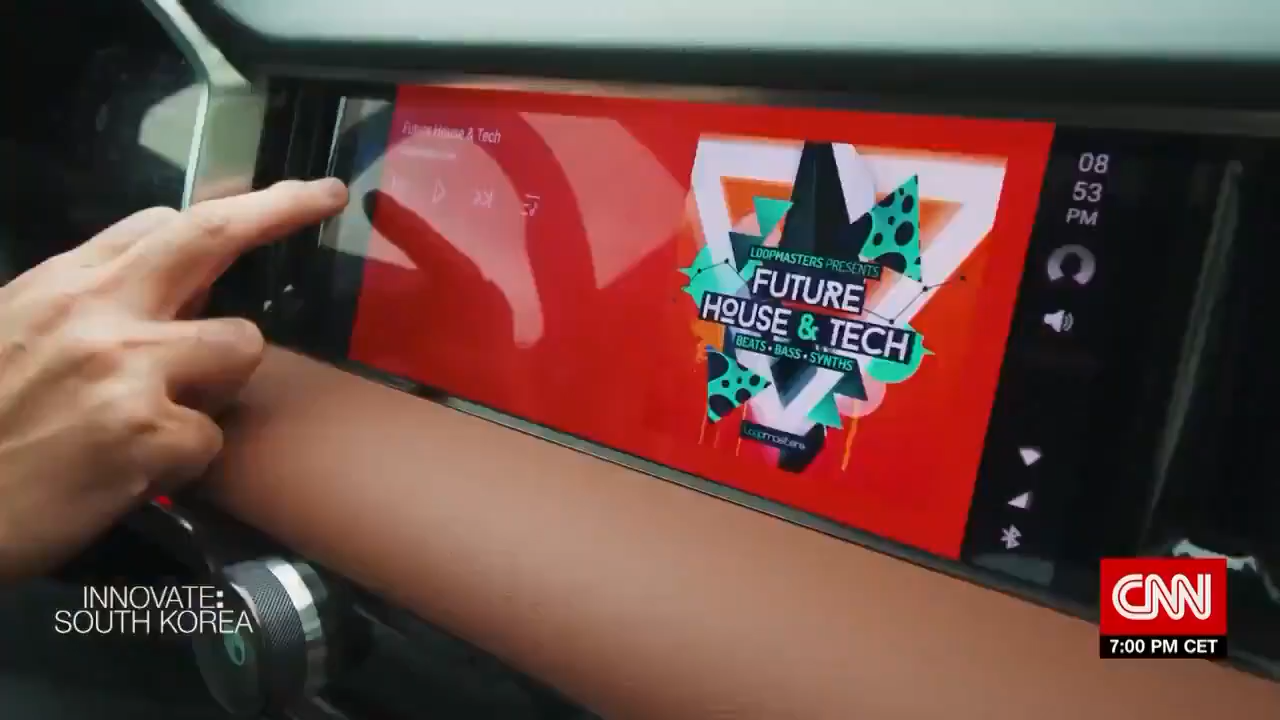 Future House & Tech
LOOPMASTERS PRESENTS
FUTURE
HOUSE & TECH
BEATS • BASS • SYNTHS
Loopmasters
08
53
PM
INNOVATE:
SOUTH KOREA
CNN
7:00 PM CET